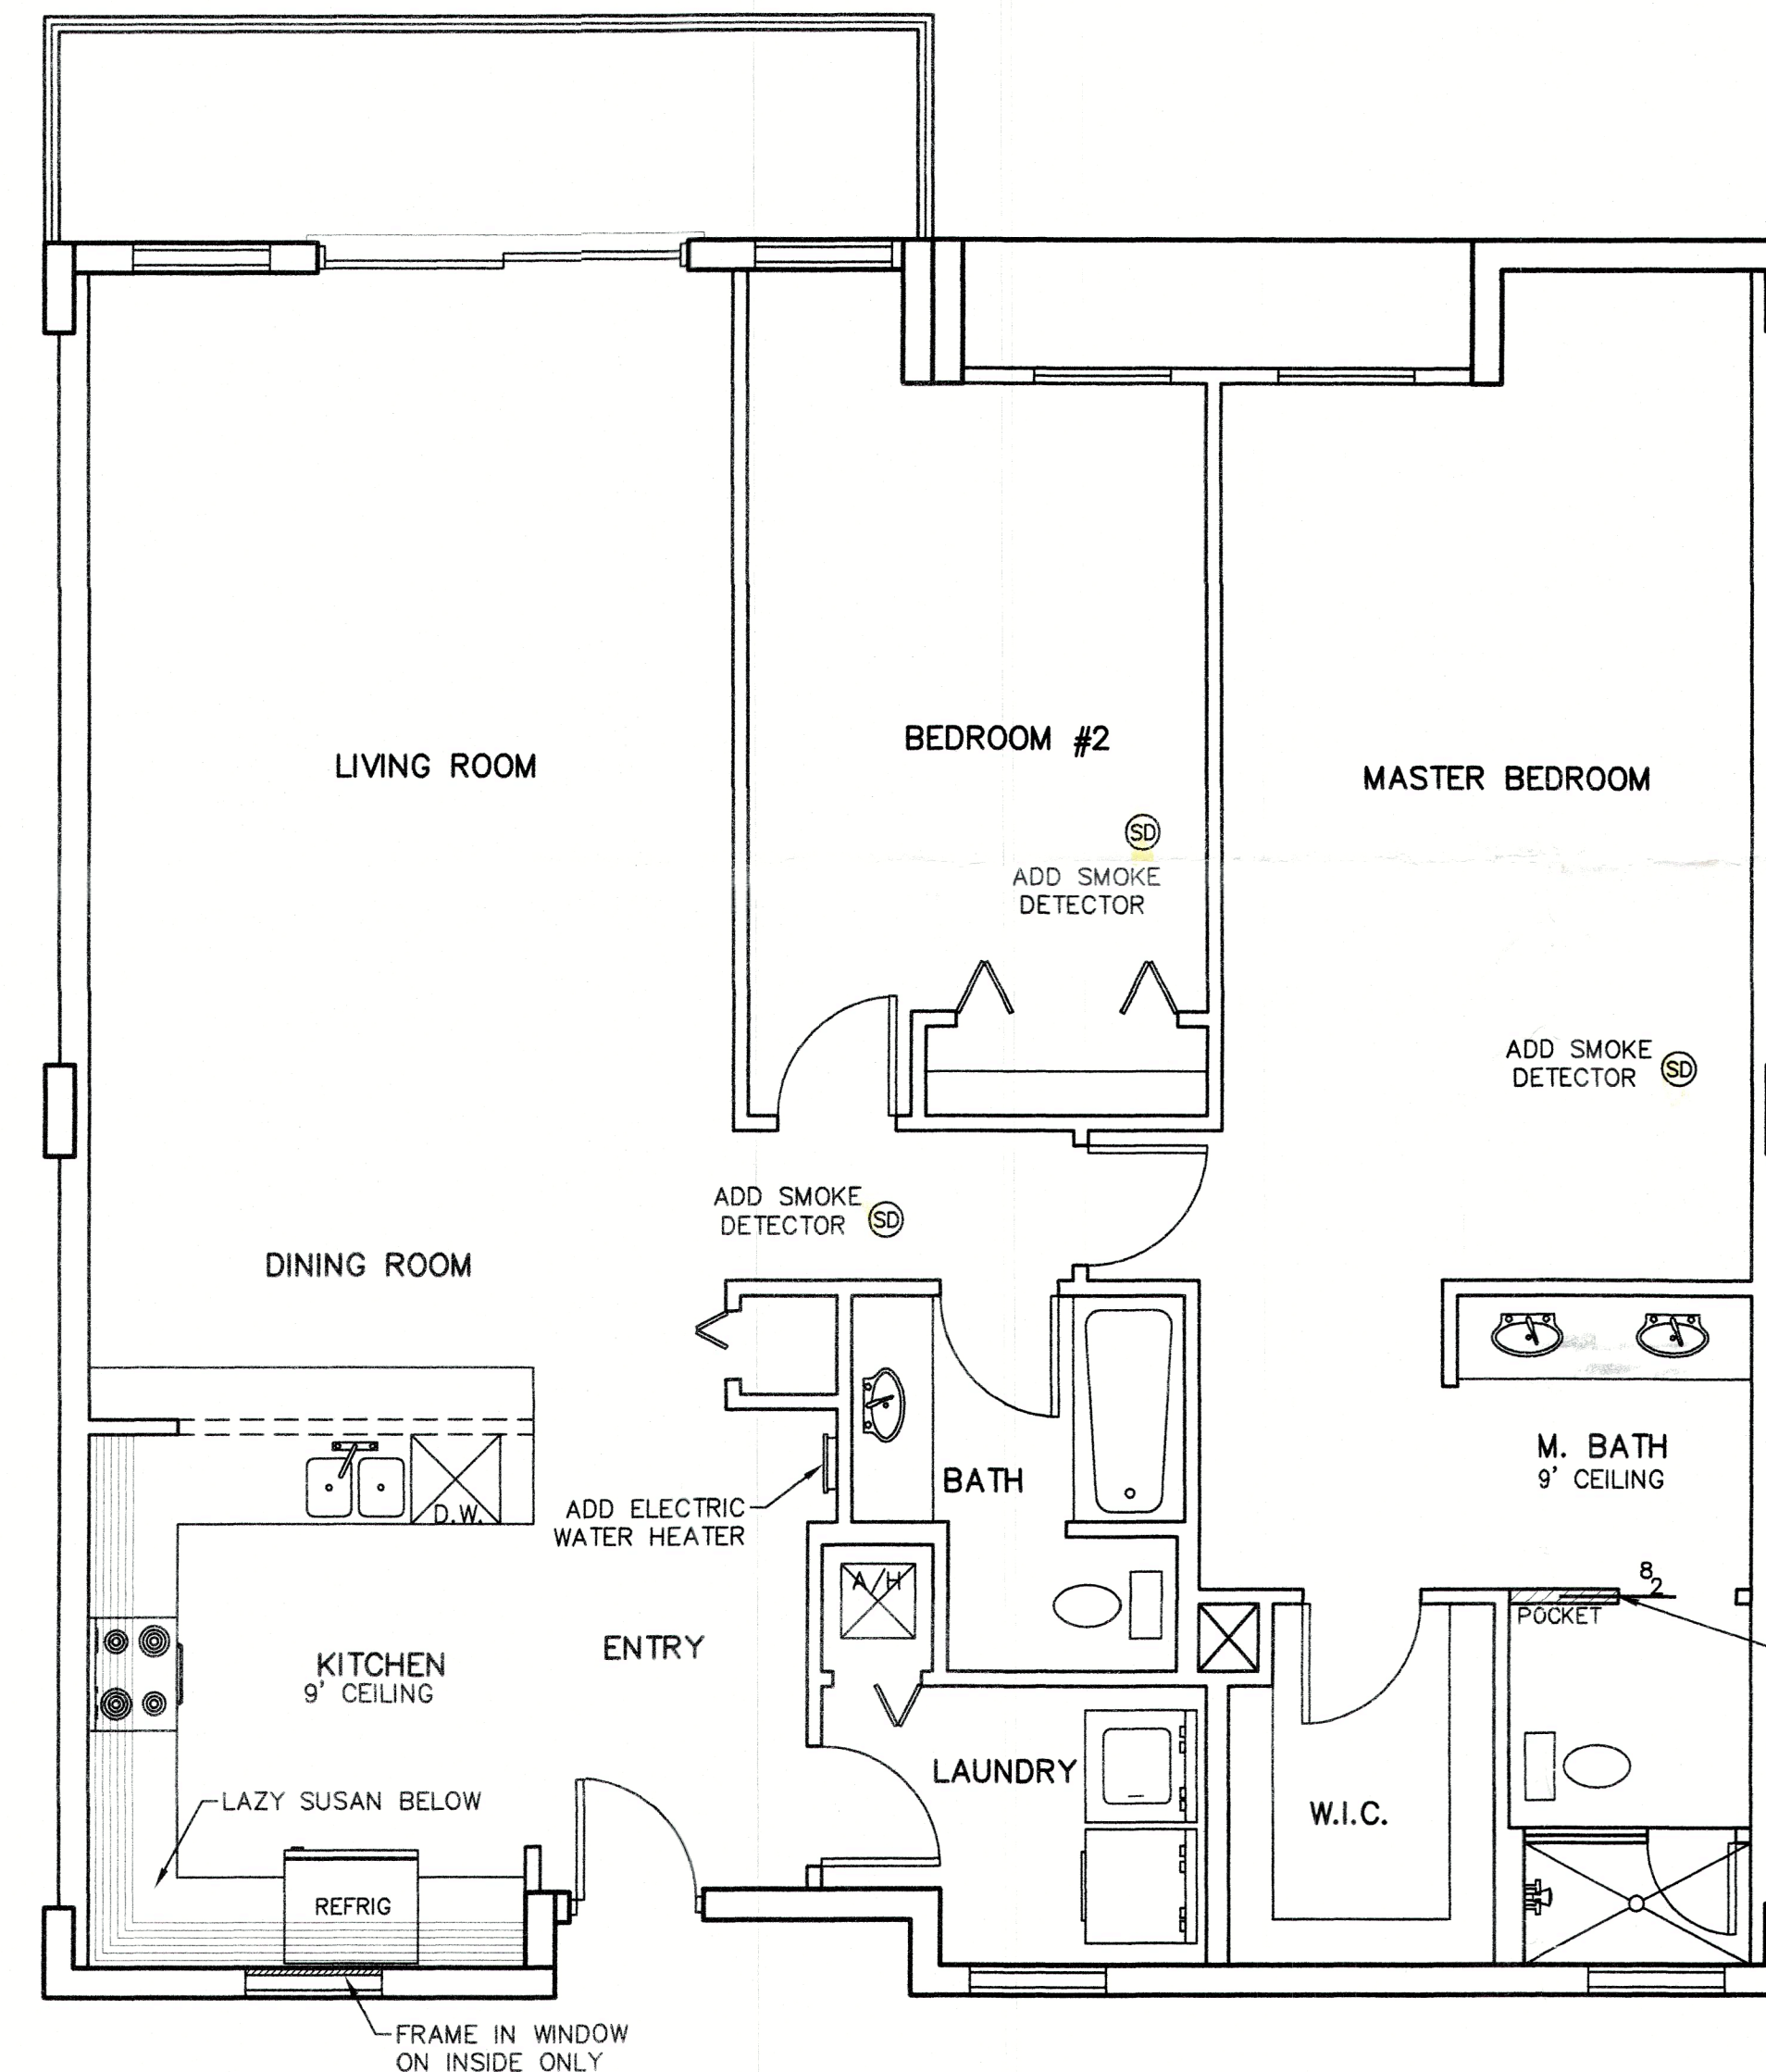 LIVING ROOM
BEDROOM #2
MASTER BEDROOM
SD
ADD SMOKE
DETECTOR
ADD SMOKE
DETECTOR
SD
ADD SMOKE
DETECTOR
SD
DINING ROOM
M. BATH
9' CEILING
BATH
ADD ELECTRIC
WATER HEATER
D.W.
A/H
8
2
POCKET
ENTRY
KITCHEN
9' CEILING
LAUNDRY
LAZY SUSAN BELOW
W.I.C.
REFRIG
FRAME IN WINDOW
ON INSIDE ONLY